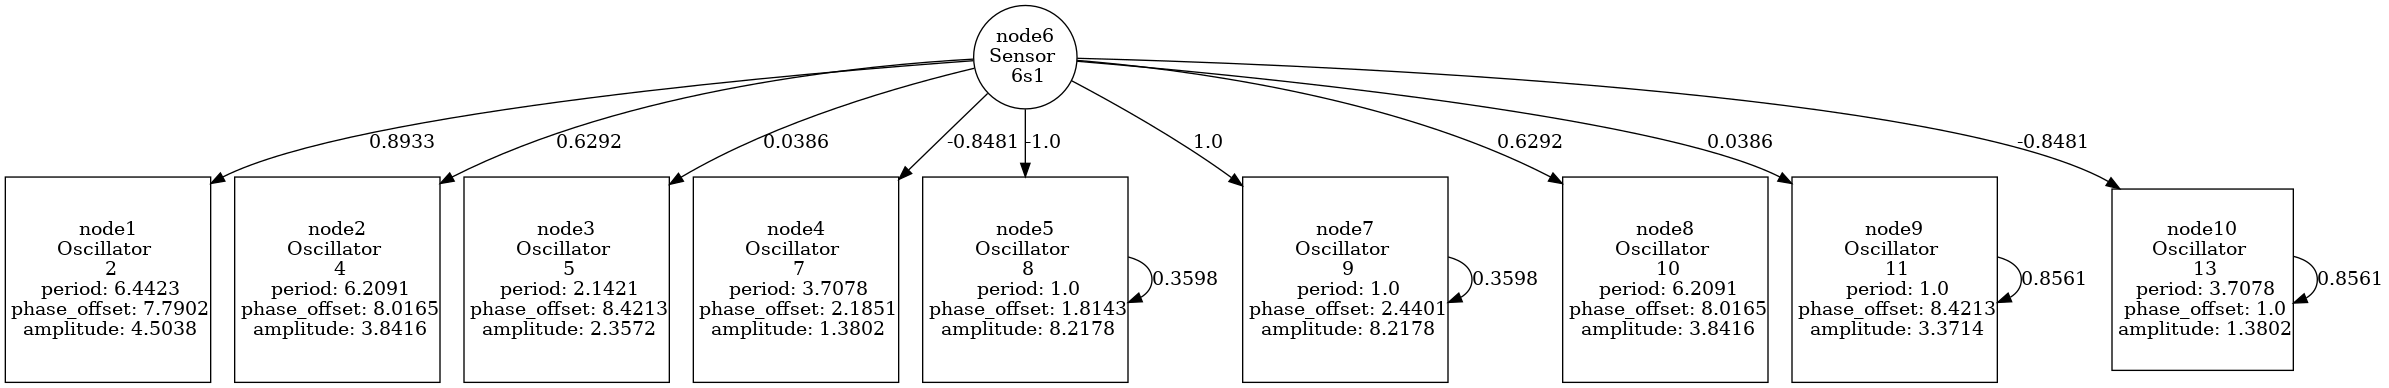 node6
Sensor
6s1
0.8933
0.6292
0.0386
-0.8481
-1.0
1.0
0.6292
0.0386
-0.8481
node1
Oscillator
2
period: 6.4423
phase_offset: 7.7902
amplitude: 4.5038
node2
Oscillator
4
period: 6.2091
phase_offset: 8.0165
amplitude: 3.8416
node3
Oscillator
5
period: 2.1421
phase_offset: 8.4213
amplitude: 2.3572
node4
Oscillator
7
period: 3.7078
phase_offset: 2.1851
amplitude: 1.3802
node5
Oscillator
8
period: 1.0
phase_offset: 1.8143
amplitude: 8.2178
0.3598
node7
Oscillator
9
period: 1.0
phase_offset: 2.4401
amplitude: 8.2178
0.3598
node8
Oscillator
10
period: 6.2091
phase_offset: 8.0165
amplitude: 3.8416
node9
Oscillator
11
period: 1.0
phase_offset: 8.4213
amplitude: 3.3714
0.8561
node10
Oscillator
13
period: 3.7078
phase_offset: 1.0
amplitude: 1.3802
0.8561